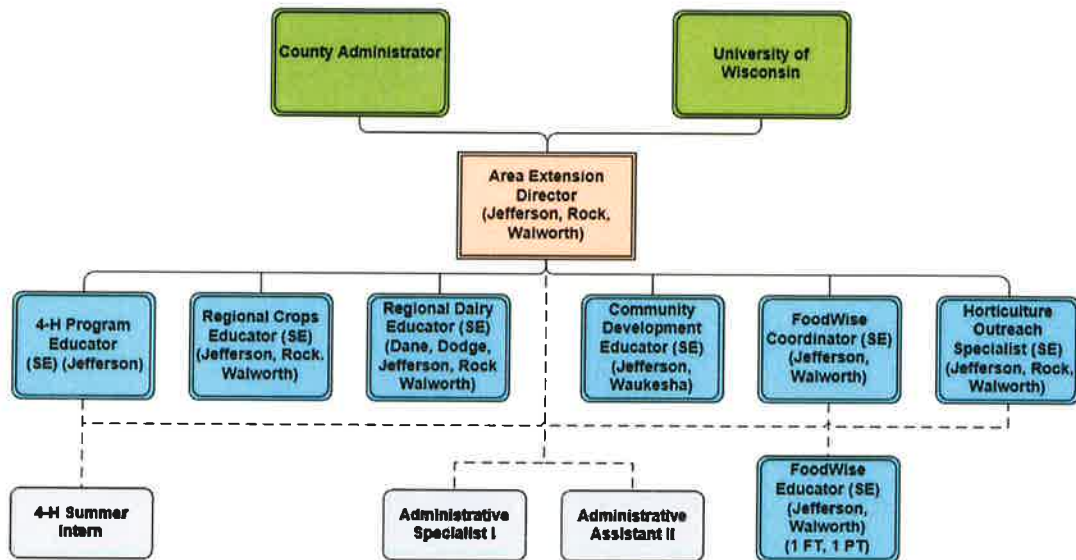 County Administrator
University of
Wisconsin
Area Extension
Director
(Jefferson, Rock,
Walworth)
4-H Program
Educator
(SE) (Jefferson)
Regional Crops
Educator (SE)
(Jefferson, Rock,
Walworth)
Regional Dairy
Educator (SE)
(Dane, Dodge,
Jefferson, Rock
Walworth)
Community
Development
Educator (SE)
(Jefferson,
Waukesha)
FoodWise
Coordinator (SE)
(Jefferson,
Walworth)
Horticulture
Outreach
Specialist (SE)
(Jefferson, Rock,
Walworth)
4-H Summer
Intern
Administrative
Specialist I
Administrative
Assistant II
FoodWise
Educator (SE)
(Jefferson,
Walworth)
(1 FT, 1 PT)